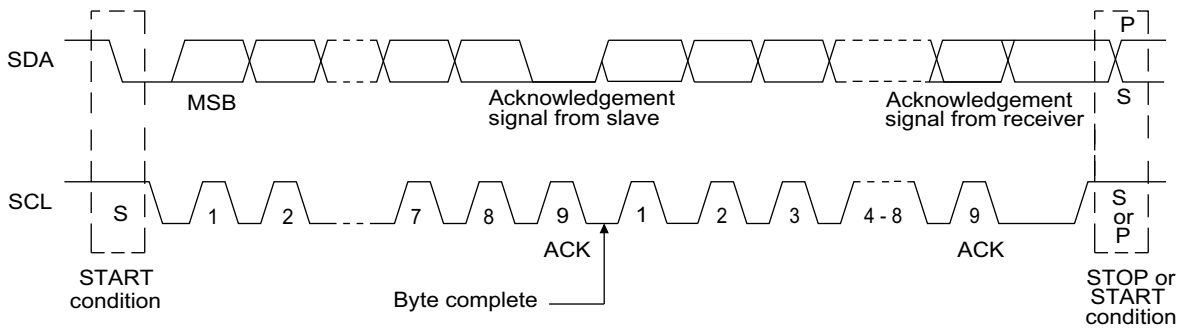 P
SDA
MSB
Acknowledgement
signal from slave
Acknowledgement
signal from receiver
S
SCL
S
1
2
7
8
9
1
2
3
4 - 8
9
S
or
P
ACK
ACK
START
condition
Byte complete
STOP or
START
condition